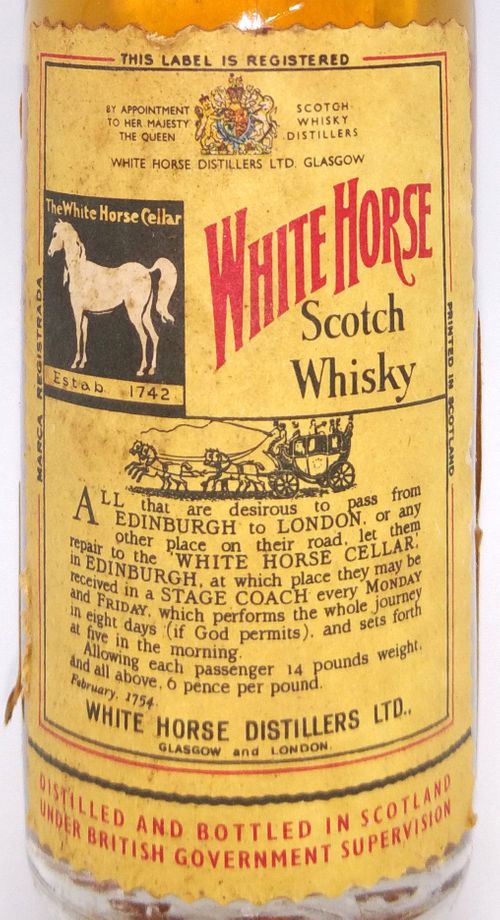 THIS LABEL IS REGISTERED
BY APPOINTMENT
TO HER MAJESTY
THE QUEEN
SCOTCH
WHISKY
DISTILLERS
WHITE HORSE DISTILLERS LTD. GLASGOW
The White Horse Cellar
Estab. 1742
WHITE HORSE
Scotch
Whisky
MARCA REGISTRADA
PRINTED IN SCOTLAND
ALL that are desirous to pass from
EDINBURGH to LONDON, or any
other place on their road, let them
repair to the WHITE HORSE CELLAR,
in EDINBURGH, at which place they may be
received in a STAGE COACH every MONDAY
and FRIDAY, which performs the whole journey
in eight days (if God permits), and sets forth
at five in the morning.
Allowing each passenger 14 pounds weight,
and all above, 6 pence per pound.
February, 1754.
WHITE HORSE DISTILLERS LTD.,
GLASGOW and LONDON.
DISTILLED AND BOTTLED IN SCOTLAND
UNDER BRITISH GOVERNMENT SUPERVISION